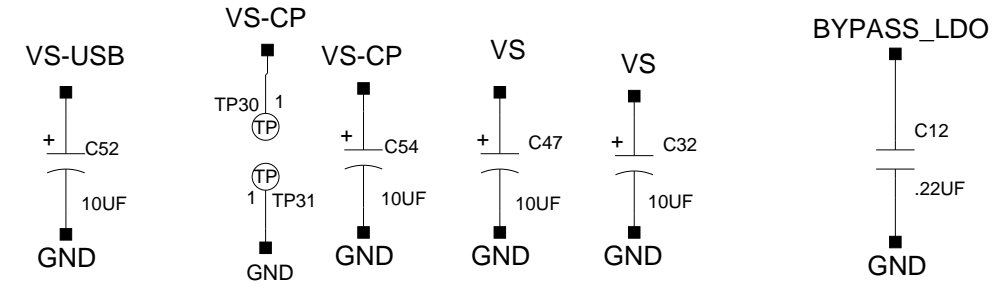 VS-USB
+
C52
10UF
GND
VS-CP
TP30
1
TP
TP
1
TP31
GND
VS-CP
+
C54
10UF
GND
VS
+
C47
10UF
GND
VS
+
C32
10UF
GND
BYPASS_LDO
C12
.22UF
GND